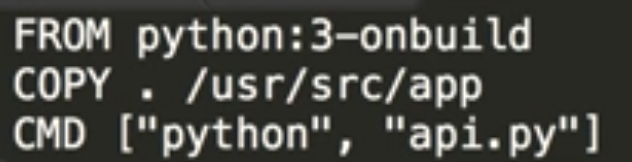 FROM python:3-onbuild
COPY . /usr/src/app
CMD ["python", "api.py"]